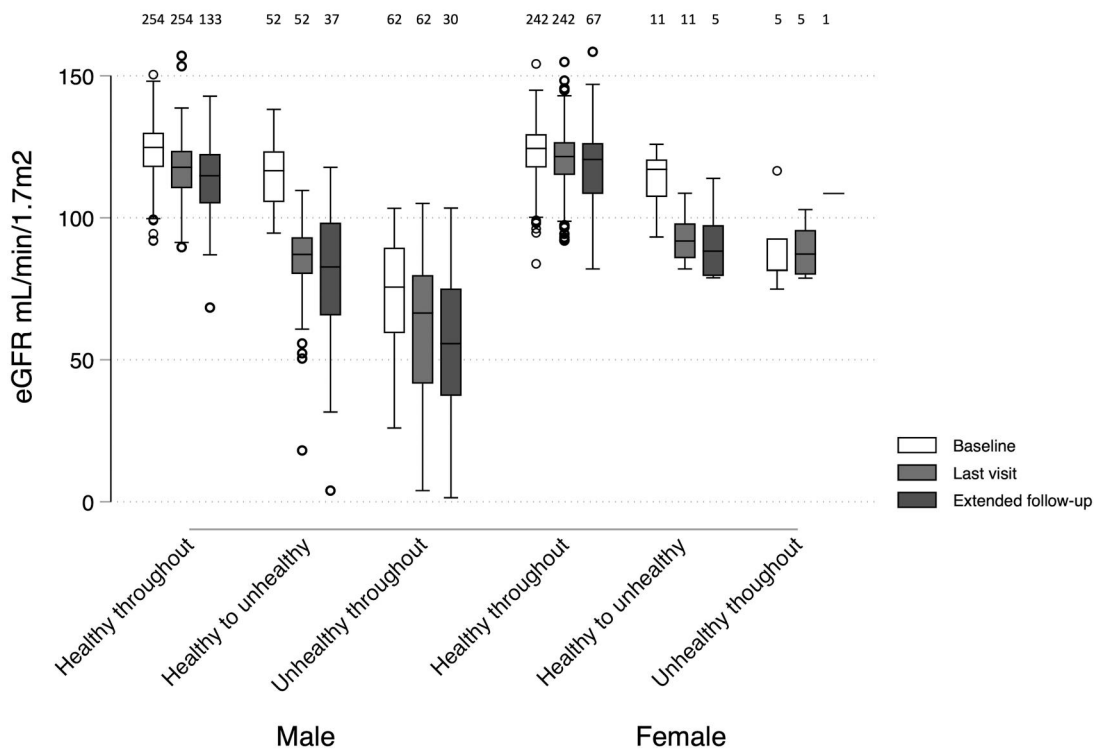 254 254 133 52 52 37 62 62 30 242 242 67 11 11 5 5 5 1
150
100
50
0
eGFR mL/min/1.7m2
Baseline
Last visit
Extended follow-up
Healthy throughout
Healthy to unhealthy
Unhealthy throughout
Healthy throughout
Healthy to unhealthy
Unhealthy thoughout
Male
Female